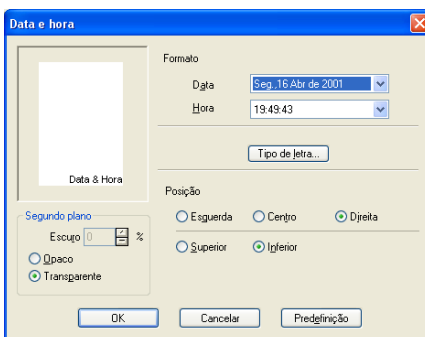 Data e hora
Formato
Data Seg.,16 Abr de 2001
Hora 19:49:43
Tipo de letra...
Data & Hora
Posição
Segundo plano
Esquerda Centro Direita
Escuro 0 %
Superior Inferior
Opaco
Transparente
OK Cancelar Predefinição